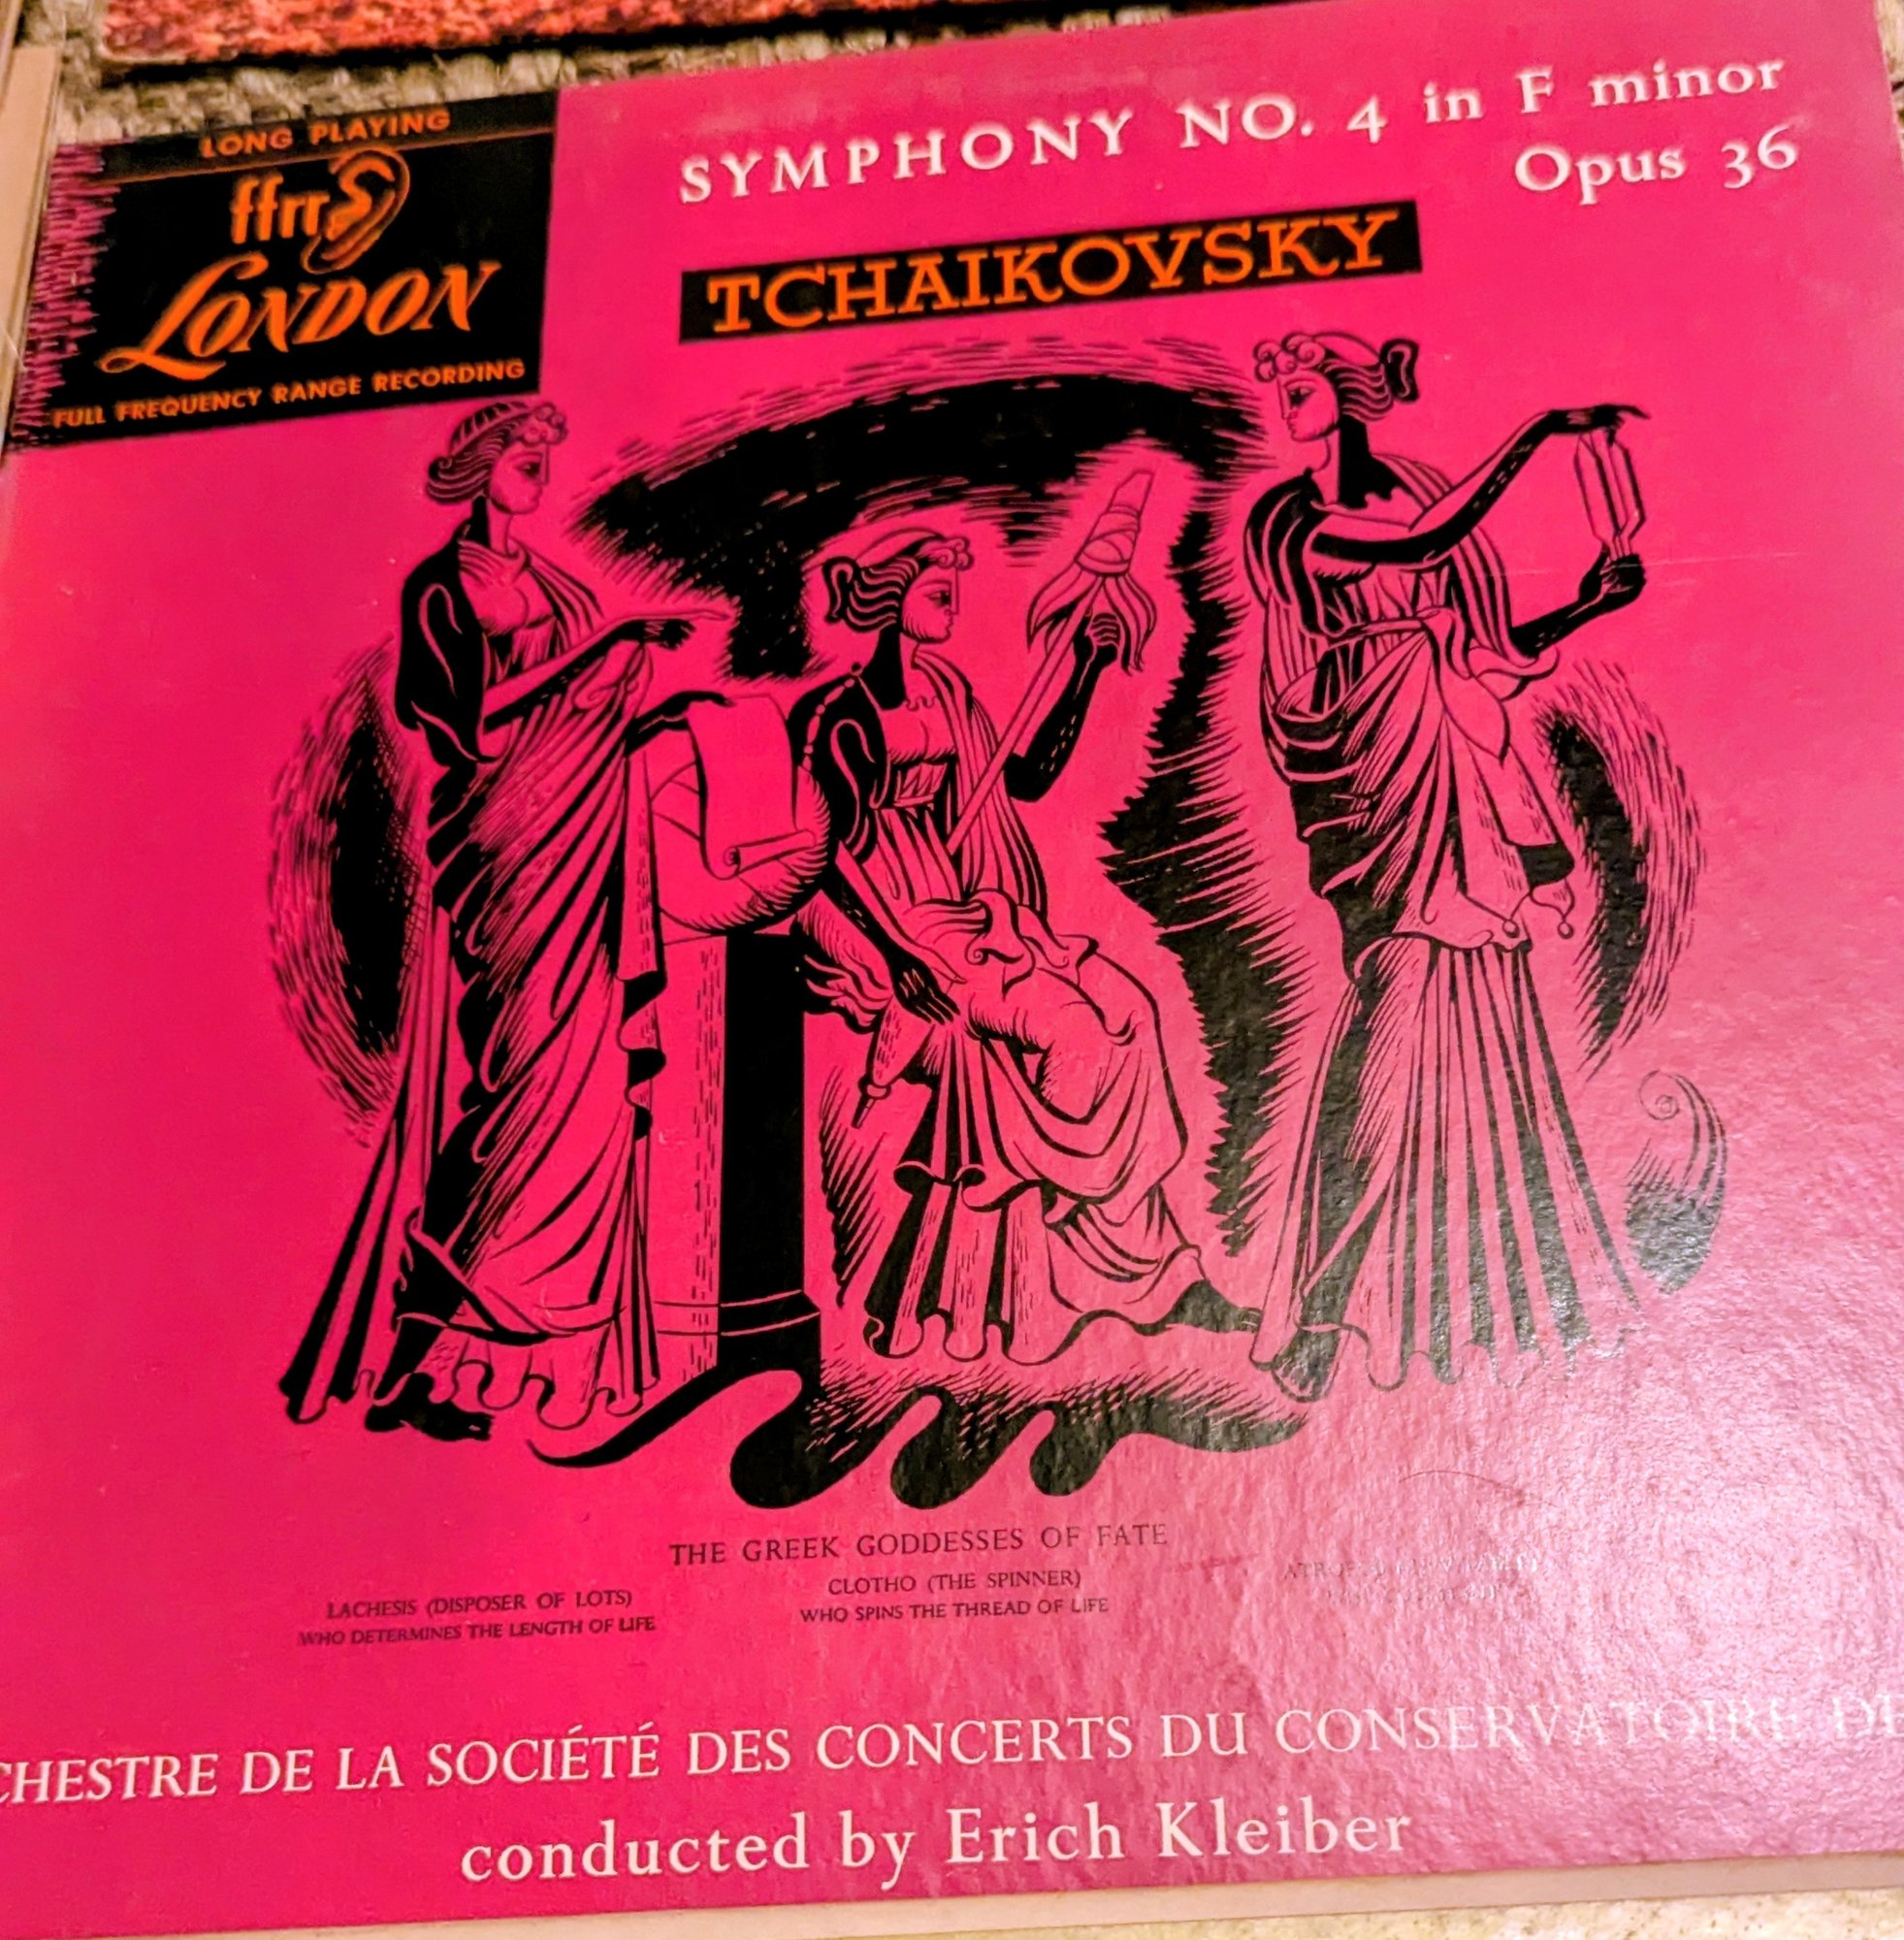 LONG PLAYING
ffrr
LONDON
FULL FREQUENCY RANGE RECORDING
SYMPHONY NO. 4 in F minor
Opus 36
TCHAIKOVSKY
THE GREEK GODDESSES OF FATE
LACHESIS (DISPOSER OF LOTS)
WHO DETERMINES THE LENGTH OF LIFE
CLOTHO (THE SPINNER)
WHO SPINS THE THREAD OF LIFE
CHESTRE DE LA SOCIÉTÉ DES CONCERTS DU CONSERVATOIRE DE
conducted by Erich Kleiber